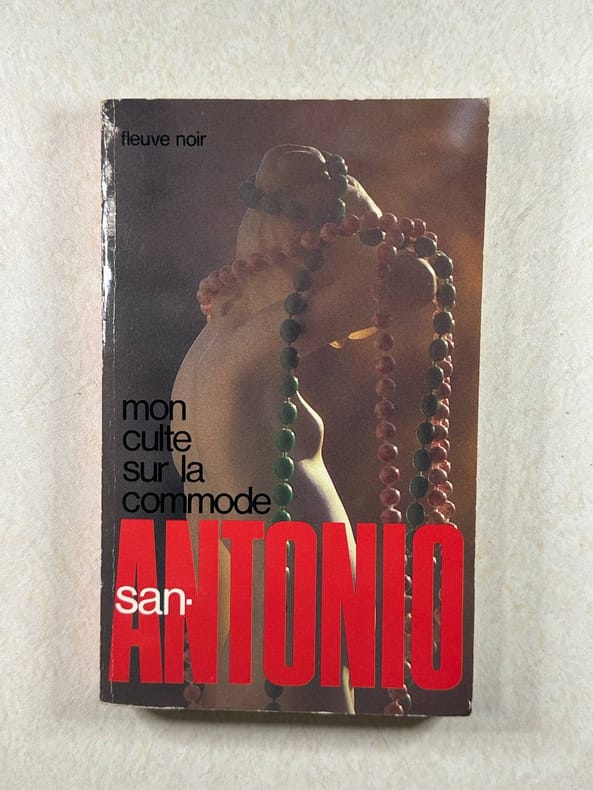 fleuve noir
mon
culte
sur la
commode
san-
ANTONIO